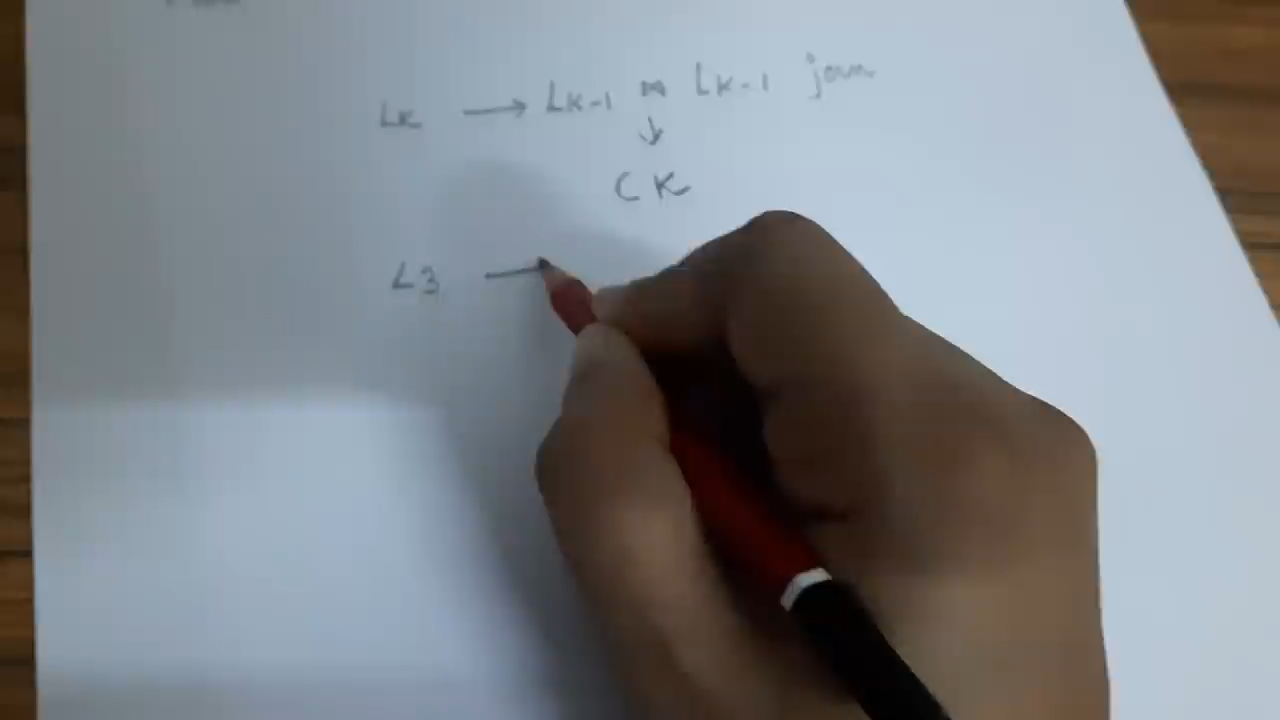 LK → LK-1 ⋈ LK-1 join
↓
CK
L3 —